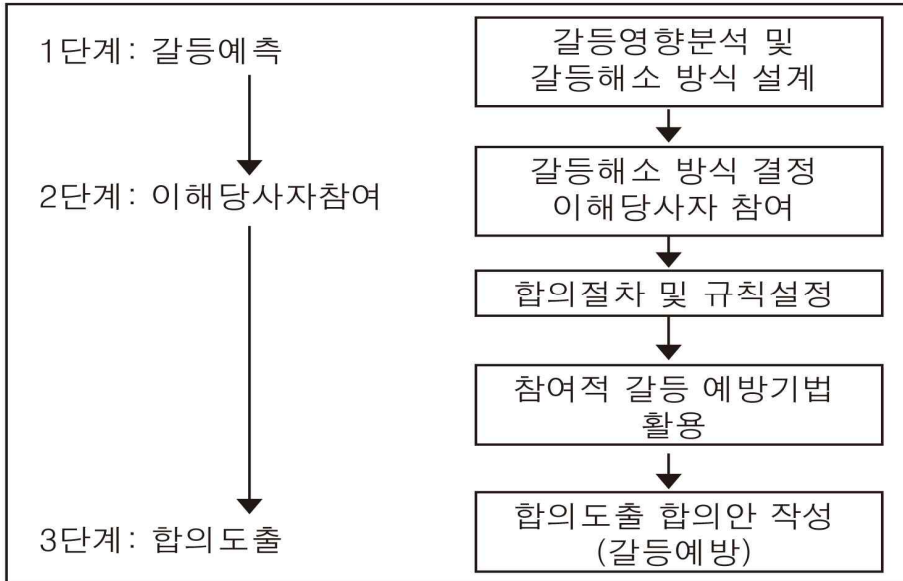 1단계: 갈등예측
갈등영향분석 및
갈등해소 방식 설계
2단계: 이해당사자참여
갈등해소 방식 결정
이해당사자 참여
합의절차 및 규칙설정
참여적 갈등 예방기법
활용
3단계: 합의도출
합의도출 합의안 작성
(갈등예방)